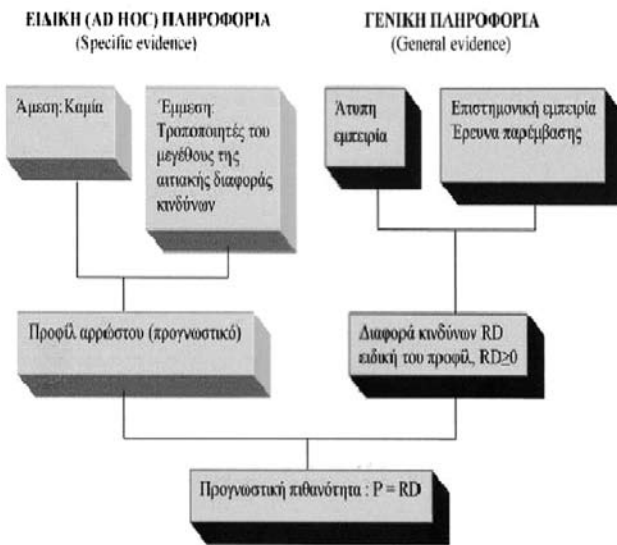 ΕΙΔΙΚΗ (AD HOC) ΠΛΗΡΟΦΟΡΙΑ
(Specific evidence)
ΓΕΝΙΚΗ ΠΛΗΡΟΦΟΡΙΑ
(General evidence)
Άμεση: Καμία
Έμμεση:
Τροποποιητές του
μεγέθους της
αιτιακής διαφοράς
κινδύνων
Άτυπη
εμπειρία
Επιστημονική εμπειρία
Έρευνα παρέμβασης
Προφίλ αρρώστου (προγνωστικό)
Διαφορά κινδύνων RD
ειδική του προφίλ, RD≥0
Προγνωστική πιθανότητα : P = RD